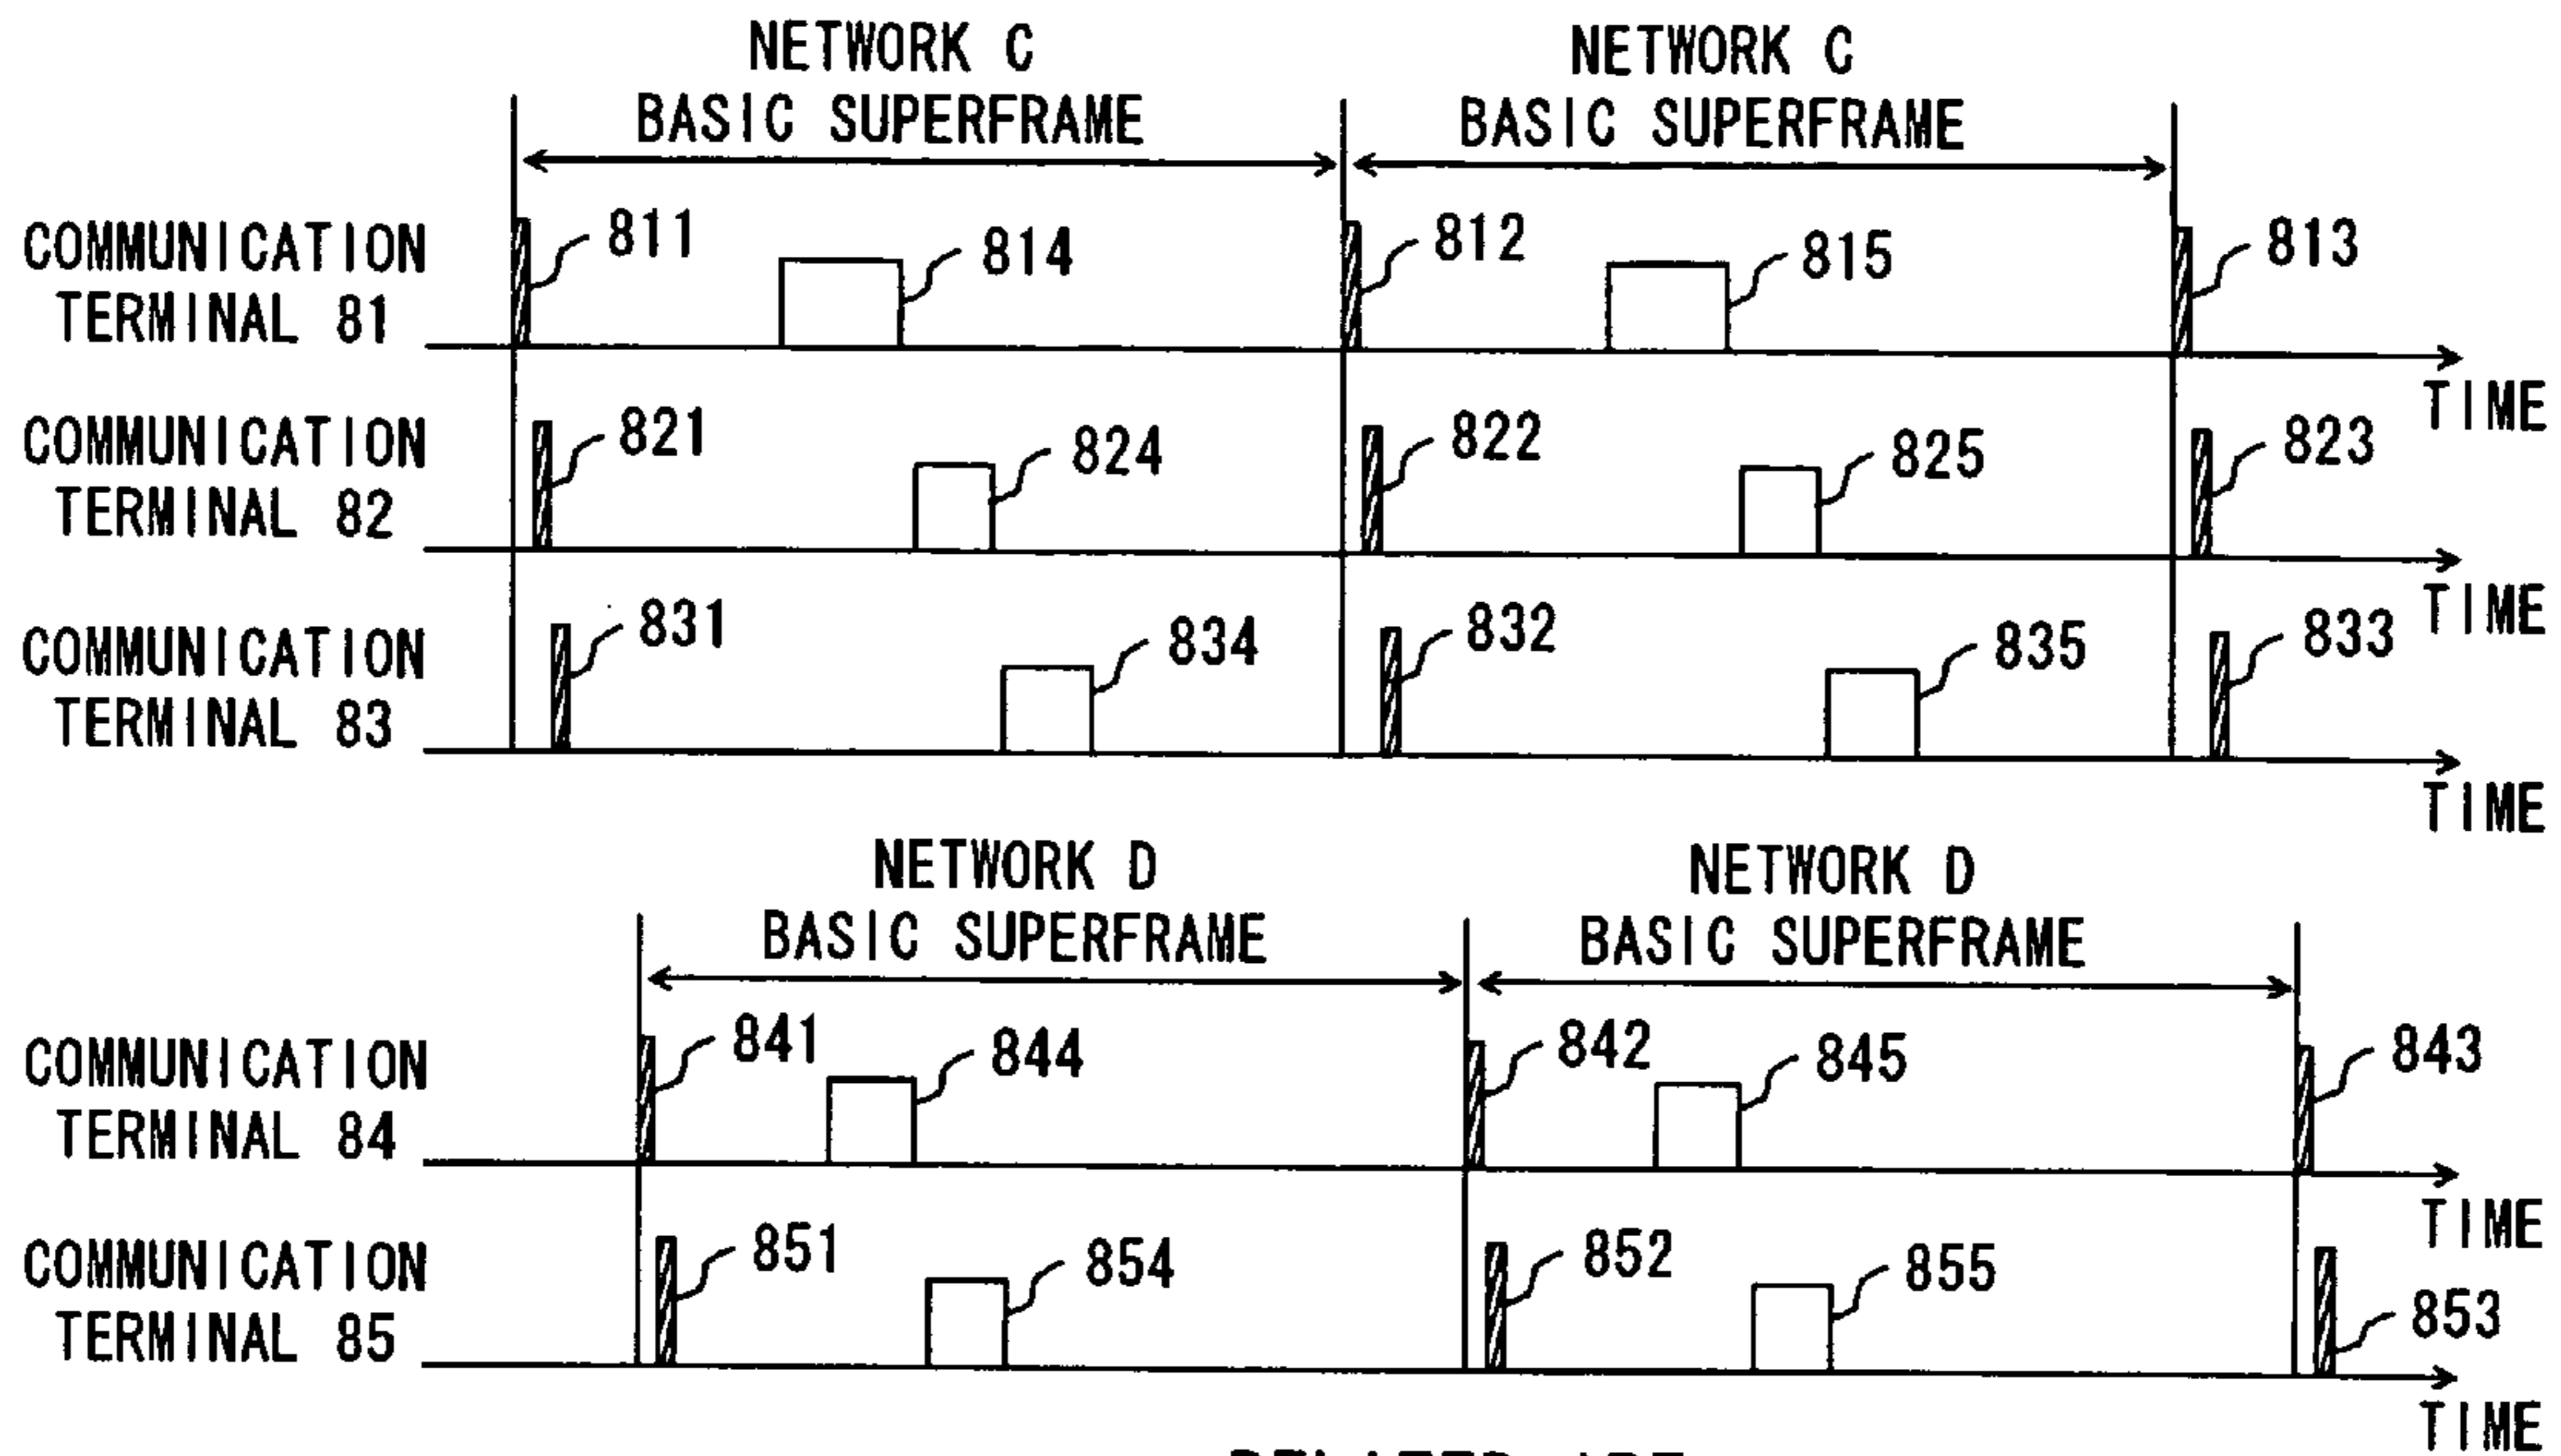 NETWORK C
BASIC SUPERFRAME
NETWORK C
BASIC SUPERFRAME
COMMUNICATION
TERMINAL 81
811
814
812
815
813
TIME
COMMUNICATION
TERMINAL 82
821
824
822
825
823
TIME
COMMUNICATION
TERMINAL 83
831
834
832
835
833
TIME
NETWORK D
BASIC SUPERFRAME
NETWORK D
BASIC SUPERFRAME
COMMUNICATION
TERMINAL 84
841
844
842
845
843
TIME
COMMUNICATION
TERMINAL 85
851
854
852
855
853
TIME